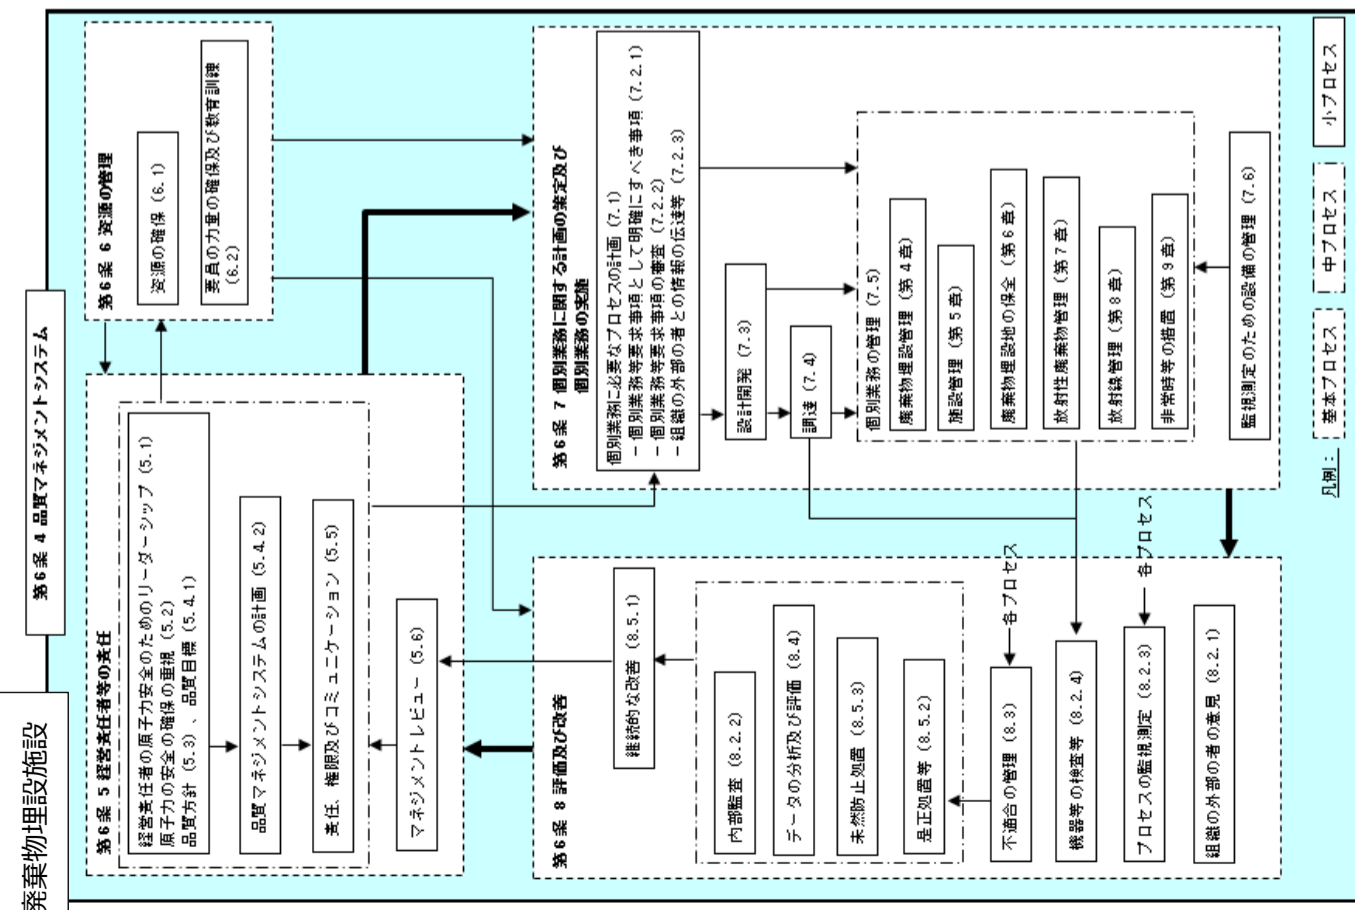 廃棄物埋設施設
第6条 4 品質マネジメントシステム
第6条 5 経営責任者等の責任
経営責任者の原子力安全のためのリーダーシップ (5.1)
原子力の安全の確保の重視 (5.2)
品質方針 (5.3) 、品質目標 (5.4.1)
品質マネジメントシステムの計画 (5.4.2)
責任、権限及びコミュニケーション (5.5)
マネジメントレビュー (5.6)
第6条 6 資源の管理
資源の確保 (6.1)
要員の力量の確保及び教育訓練
(6.2)
第6条 7 個別業務に関する計画の策定及び
個別業務の実施
個別業務に必要なプロセスの計画 (7.1)
－個別業務等要求事項として明確にすべき事項 (7.2.1)
－個別業務等要求事項の審査 (7.2.2)
－組織の外部の者との情報の伝達等 (7.2.3)
設計開発 (7.3)
調達 (7.4)
個別業務の管理 (7.5)
廃棄物埋設管理 (第4章)
施設管理 (第5章)
廃棄物埋設地の保全 (第6章)
放射性廃棄物管理 (第7章)
放射線管理 (第8章)
非常時等の措置 (第9章)
監視測定のための設備の管理 (7.6)
第6条 8 評価及び改善
継続的な改善 (8.5.1)
内部監査 (8.2.2)
データの分析及び評価 (8.4)
未然防止処置 (8.5.3)
是正処置等 (8.5.2)
不適合の管理 (8.3)
各プロセス
機器等の検査等 (8.2.4)
プロセスの監視測定 (8.2.3)
各プロセス
組織の外部の者の意見 (8.2.1)
凡例：
基本プロセス
中プロセス
小プロセス